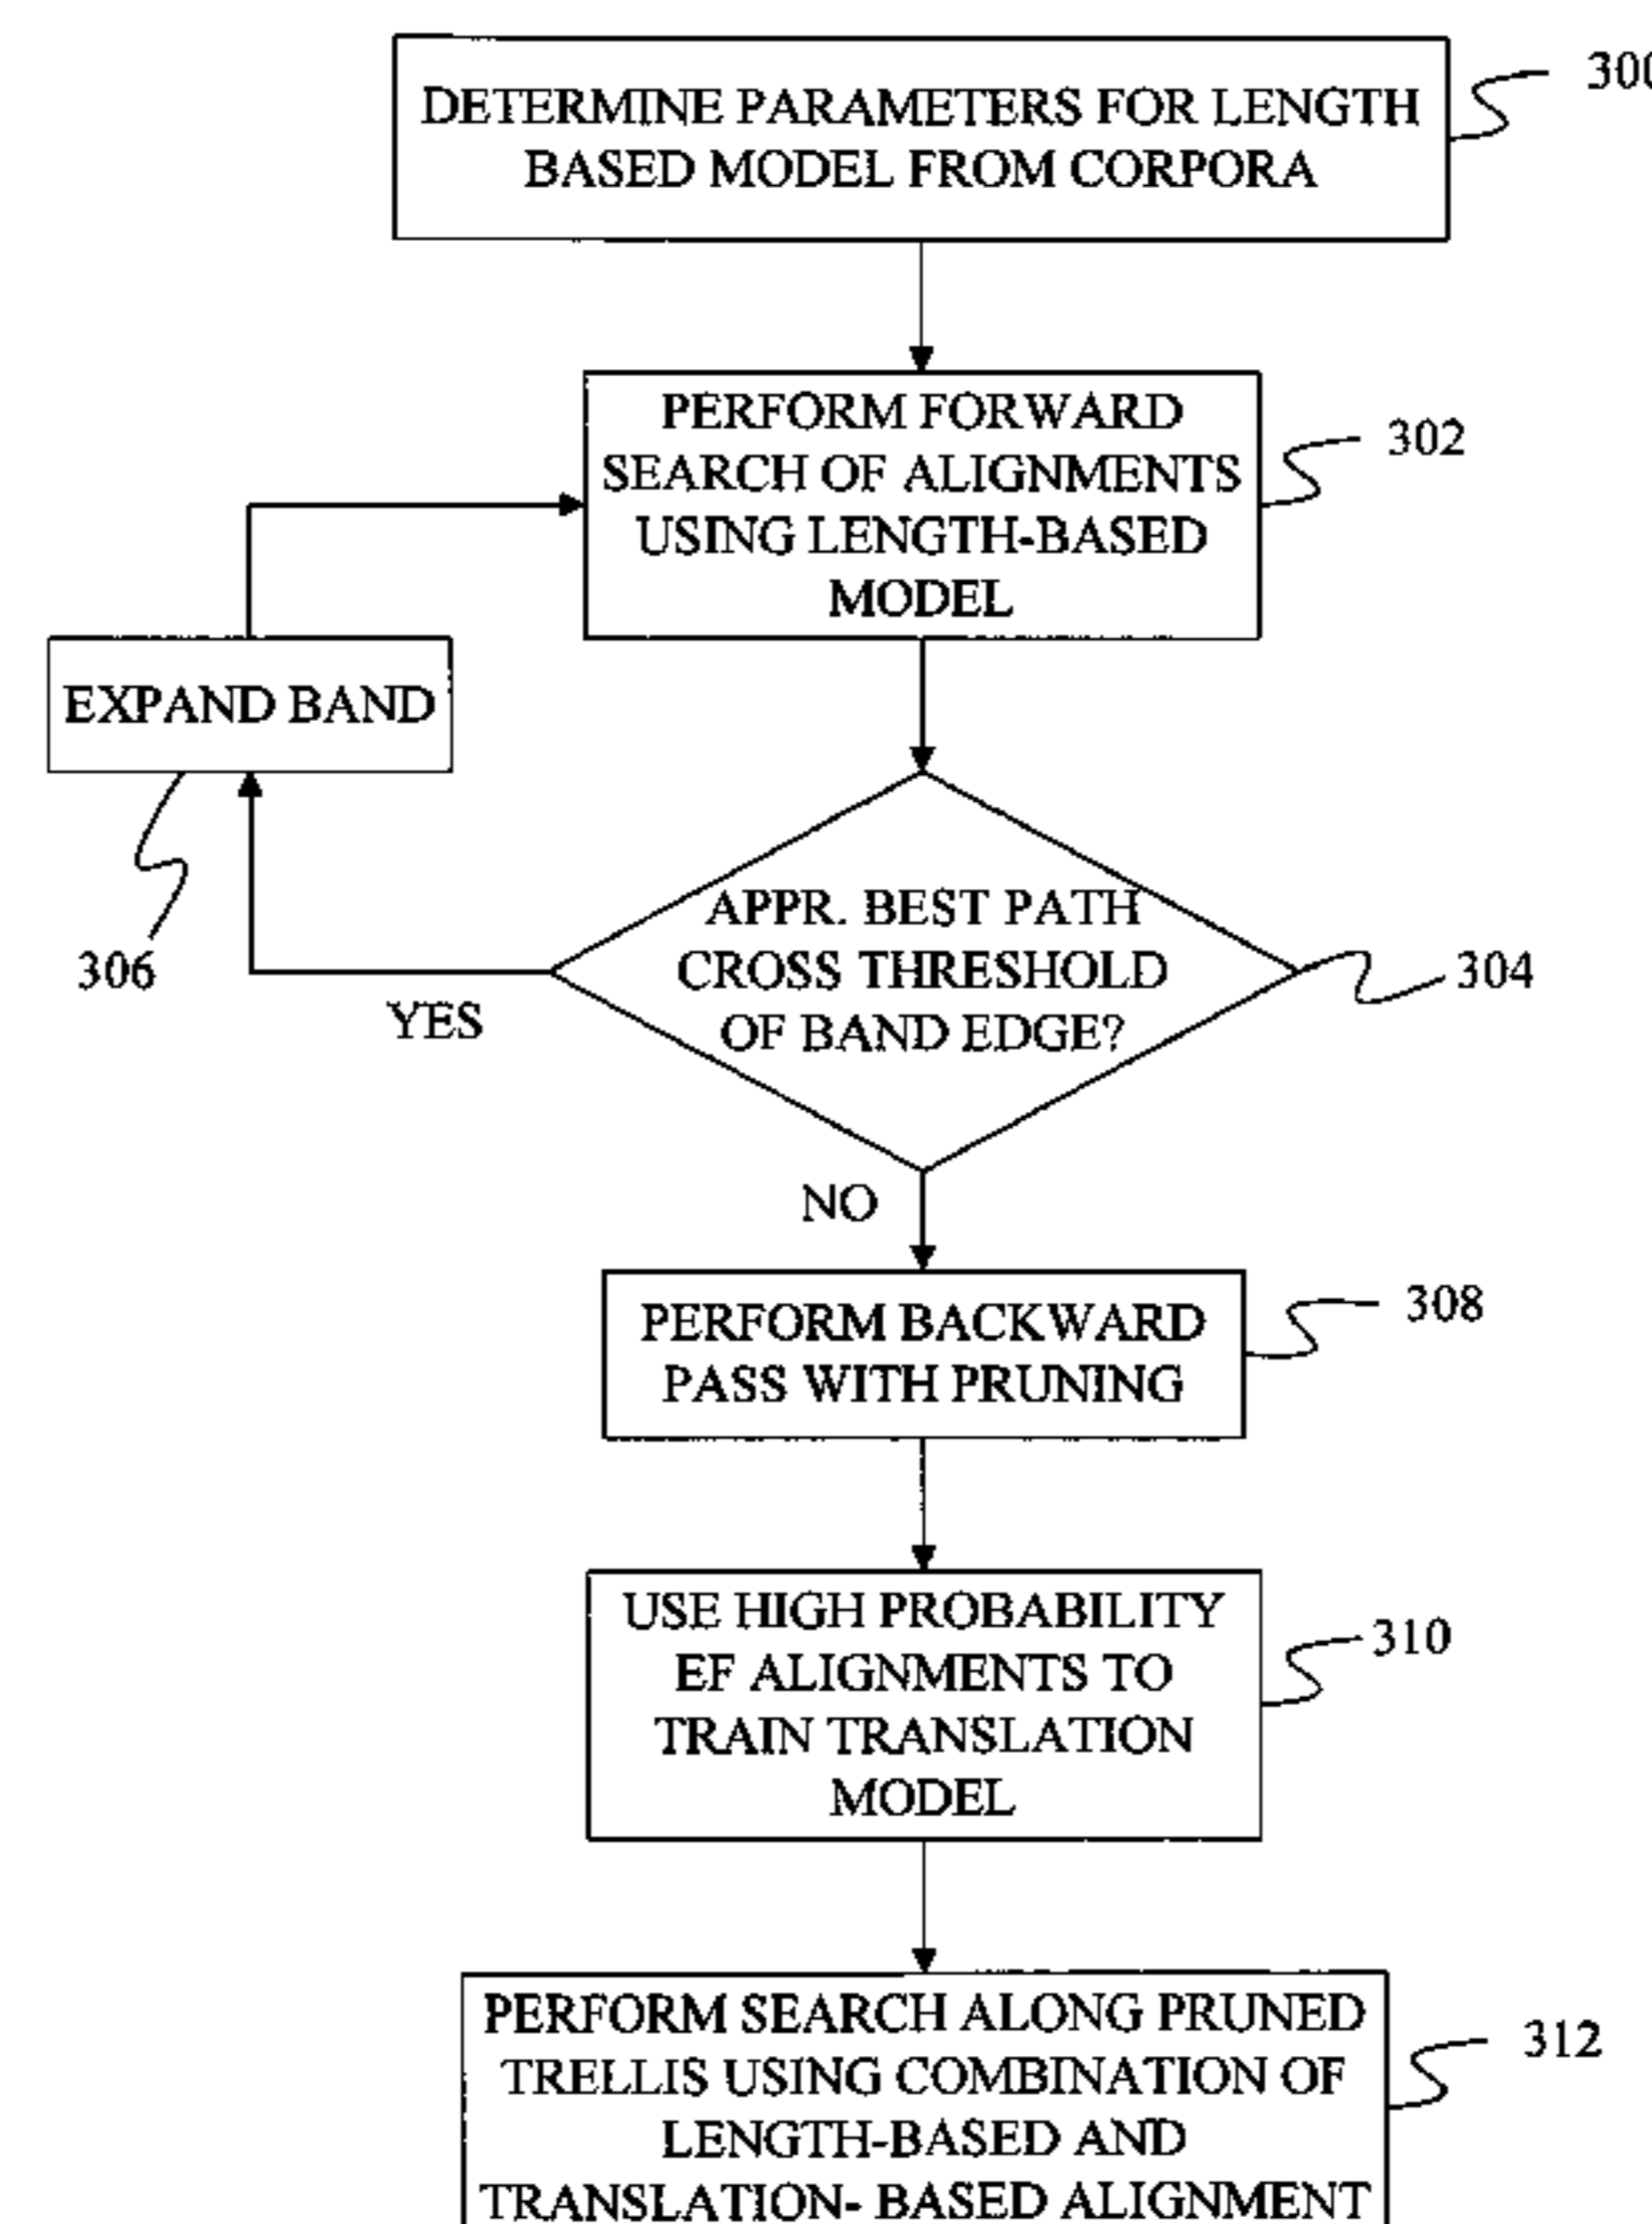 DETERMINE PARAMETERS FOR LENGTH
BASED MODEL FROM CORPORA
300
PERFORM FORWARD
SEARCH OF ALIGNMENTS
USING LENGTH-BASED
MODEL
302
EXPAND BAND
306
YES
APPR. BEST PATH
CROSS THRESHOLD
OF BAND EDGE?
304
NO
PERFORM BACKWARD
PASS WITH PRUNING
308
USE HIGH PROBABILITY
EF ALIGNMENTS TO
TRAIN TRANSLATION
MODEL
310
PERFORM SEARCH ALONG PRUNED
TRELLIS USING COMBINATION OF
LENGTH-BASED AND
TRANSLATION- BASED ALIGNMENT
312